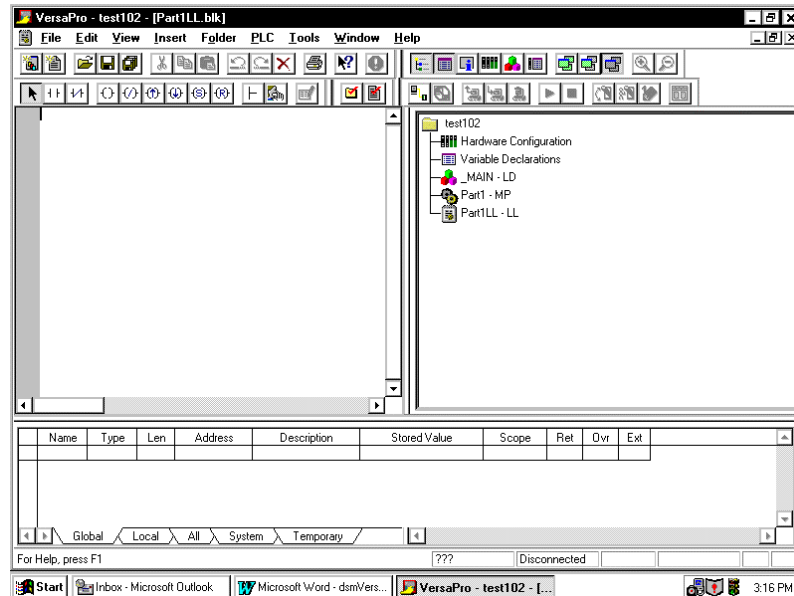 VersaPro - test102 - [Part1LL.blk]
File Edit View Insert Folder PLC Tools Window Help
test102
Hardware Configuration
Variable Declarations
_MAIN - LD
Part1 - MP
Part1LL - LL
Name Type Len Address Description Stored Value Scope Ret Ovr Ext
Global Local All System Temporary
For Help, press F1 ??? Disconnected
Start Inbox - Microsoft Outlook Microsoft Word - dsmVers... VersaPro - test102 - [... 3:16 PM